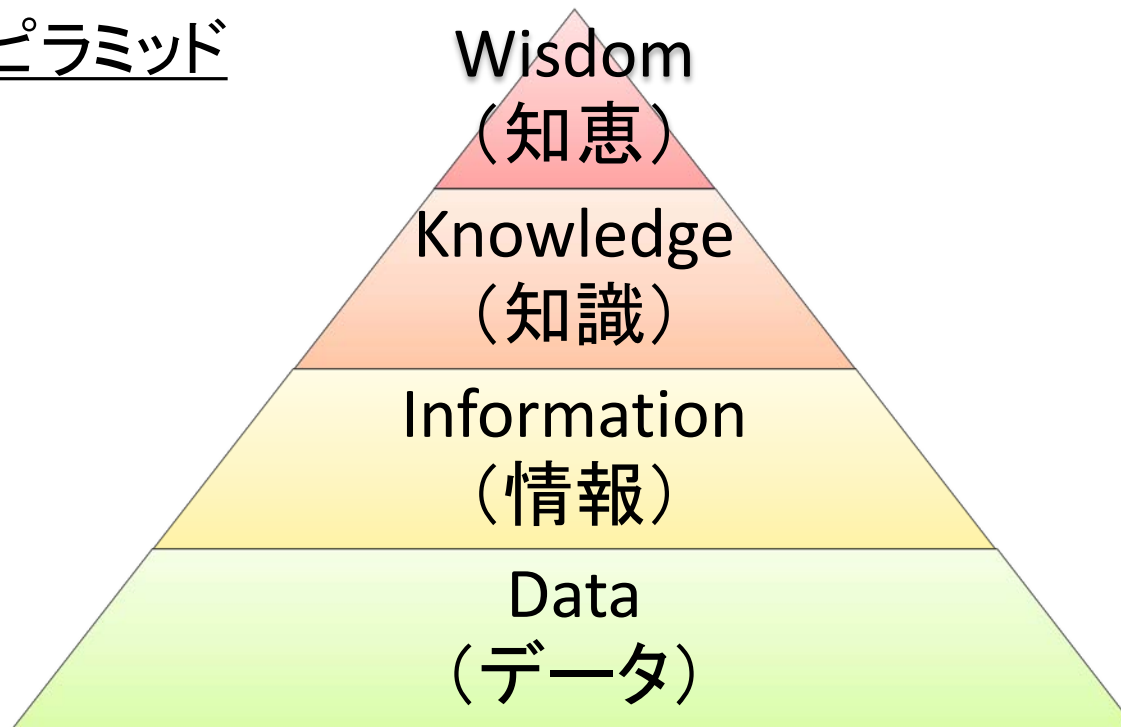 ピラミッド
Wisdom
（知恵）
Knowledge
（知識）
Information
（情報）
Data
（データ）